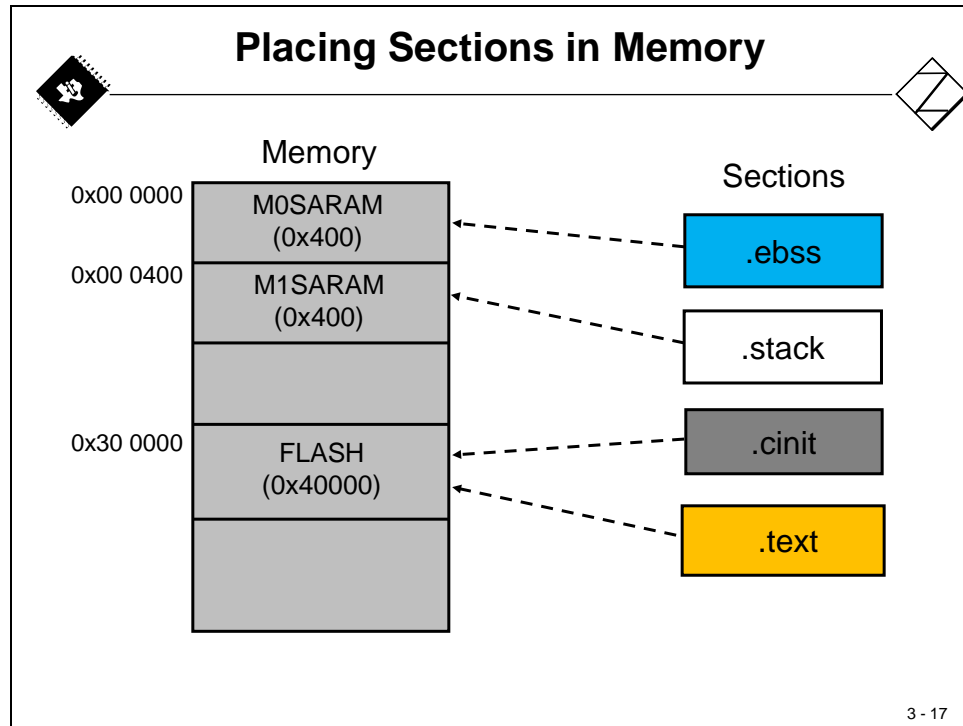 Placing Sections in Memory
Memory
Sections
0x00 0000
M0SARAM
(0x400)
.ebss
0x00 0400
M1SARAM
(0x400)
.stack
0x30 0000
FLASH
(0x40000)
.cinit
.text
3 - 17